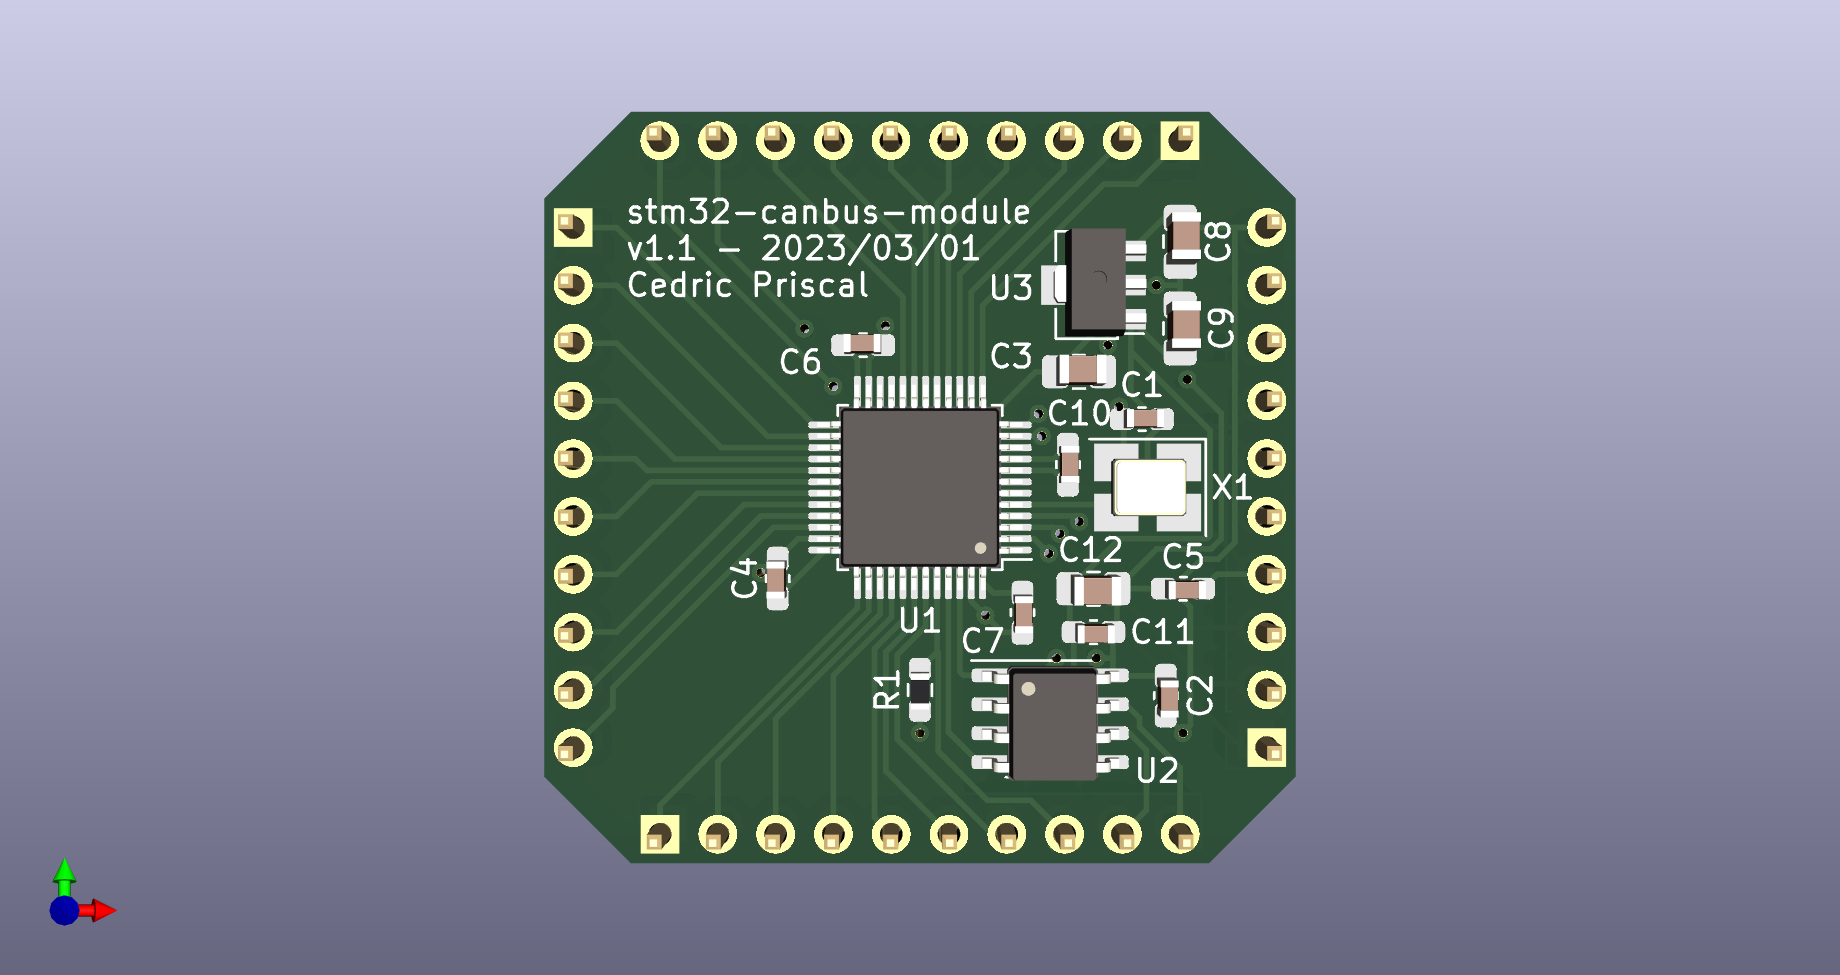 stm32-canbus-module
v1.1 - 2023/03/01
Cedric Priscal
C8
U3
C9
C3
C6
C1
C10
X1
C12
C5
C4
U1
C7
C11
R1
C2
U2